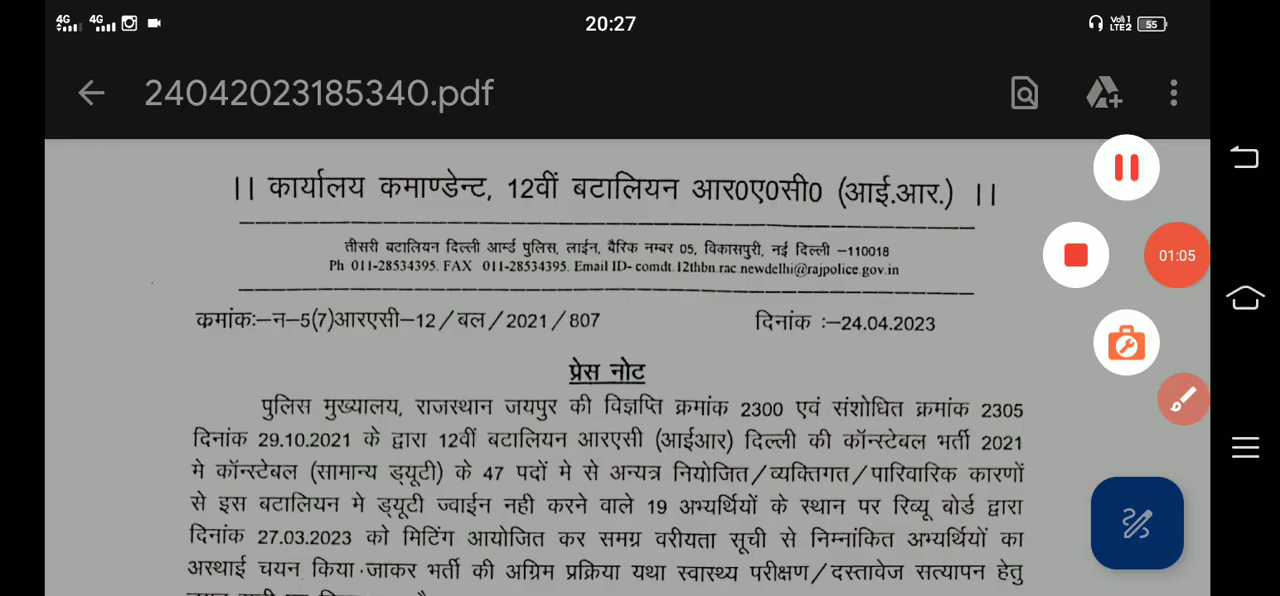 4G 4G 20:27 Vol) 1 LTE2 55
24042023185340.pdf
।। कार्यालय कमाण्डेन्ट, 12वीं बटालियन आर0ए0सी0 (आई.आर.) ।।
तीसरी बटालियन दिल्ली आर्म्ड पुलिस, लाईन, बैरिक नम्बर 05, विकासपुरी, नई दिल्ली –110018
Ph 011-28534395. FAX 011-28534395. Email ID- comdt.12thbn.rac.newdelhi@rajpolice.gov.in
01:05
कमांकः–न–5(7)आरएसी–12/बल/2021/807 दिनांक :–24.04.2023
प्रेस नोट
पुलिस मुख्यालय, राजस्थान जयपुर की विज्ञप्ति क्रमांक 2300 एवं संशोधित क्रमांक 2305
दिनांक 29.10.2021 के द्वारा 12वीं बटालियन आरएसी (आईआर) दिल्ली की कॉन्स्टेबल भर्ती 2021
मे कॉन्स्टेबल (सामान्य ड्यूटी) के 47 पदों मे से अन्यत्र नियोजित/व्यक्तिगत/पारिवारिक कारणों
से इस बटालियन मे ड्यूटी ज्वाईन नही करने वाले 19 अभ्यर्थियों के स्थान पर रिव्यू बोर्ड द्वारा
दिनांक 27.03.2023 को मिटिंग आयोजित कर समग्र वरीयता सूची से निम्नांकित अभ्यर्थियों का
अस्थाई चयन किया जाकर भर्ती की अग्रिम प्रक्रिया यथा स्वास्थ्य परीक्षण/दस्तावेज सत्यापन हेतु